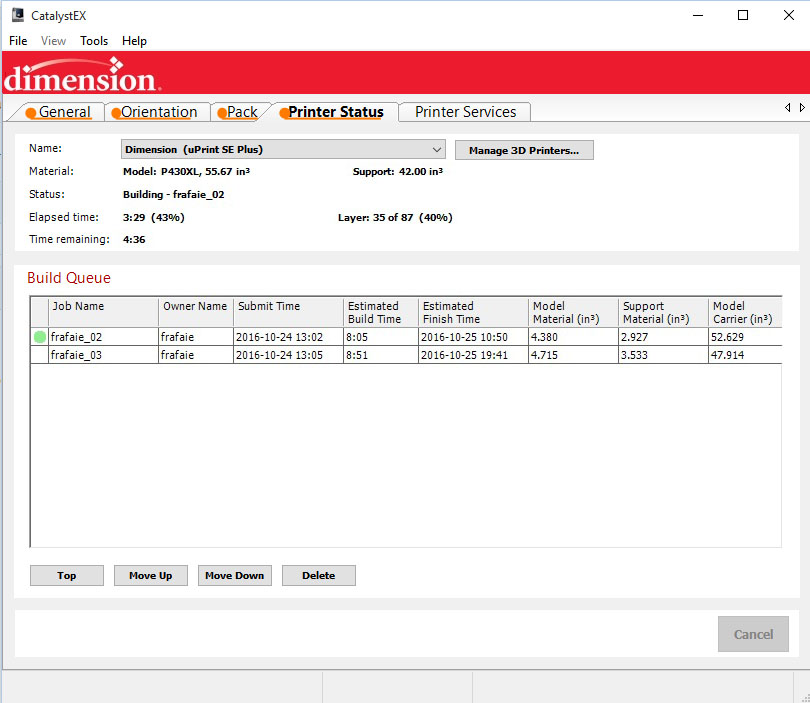 CatalystEX
File View Tools Help
dimension
General Orientation Pack Printer Status Printer Services
Name: Dimension (uPrint SE Plus) Manage 3D Printers...
Material: Model: P430XL, 55.67 in³ Support: 42.00 in³
Status: Building - frafaie_02
Elapsed time: 3:29 (43%) Layer: 35 of 87 (40%)
Time remaining: 4:36
Build Queue
Job Name Owner Name Submit Time Estimated Estimated Model Support Model
Build Time Finish Time Material (in³) Material (in³) Carrier (in³)
frafaie_02 frafaie 2016-10-24 13:02 8:05 2016-10-25 10:50 4.380 2.927 52.629
frafaie_03 frafaie 2016-10-24 13:05 8:51 2016-10-25 19:41 4.715 3.533 47.914
Top Move Up Move Down Delete
Cancel